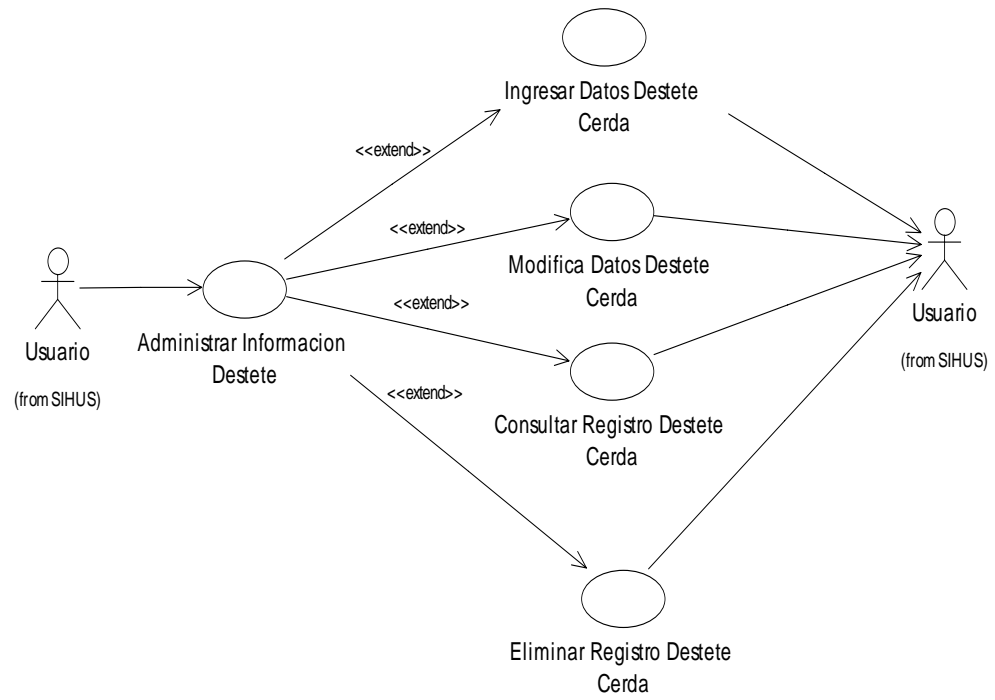 Ingresar Datos Destete
Cerda
<<extend>>
<<extend>>
Modifica Datos Destete
Cerda
Usuario
(from SIHUS)
Administrar Informacion
Destete
<<extend>>
Usuario
(from SIHUS)
<<extend>>
Consultar Registro Destete
Cerda
Eliminar Registro Destete
Cerda